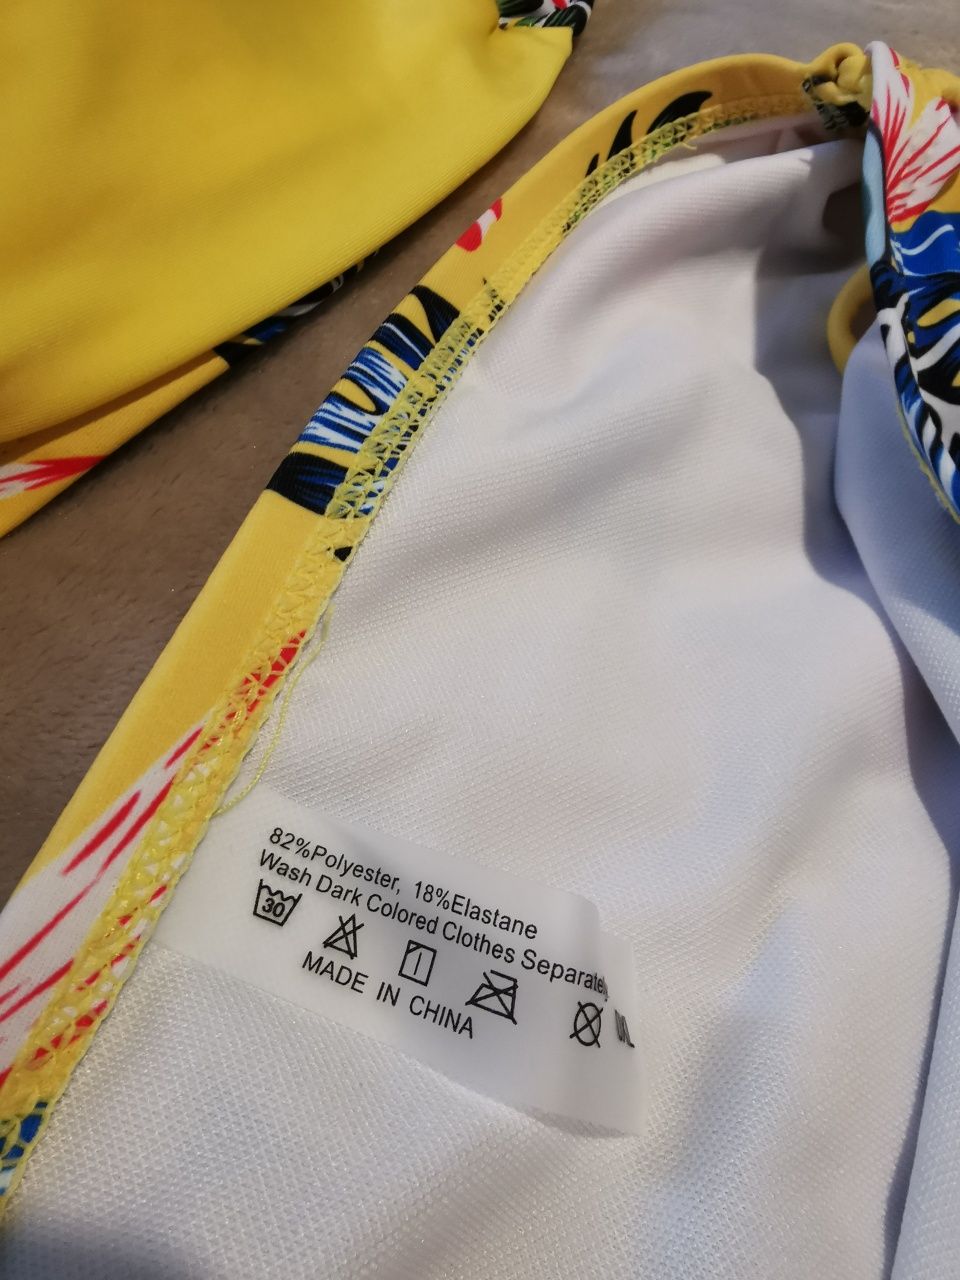 82%Polyester, 18%Elastane
Wash Dark Colored Clothes Separately
30
MADE IN CHINA